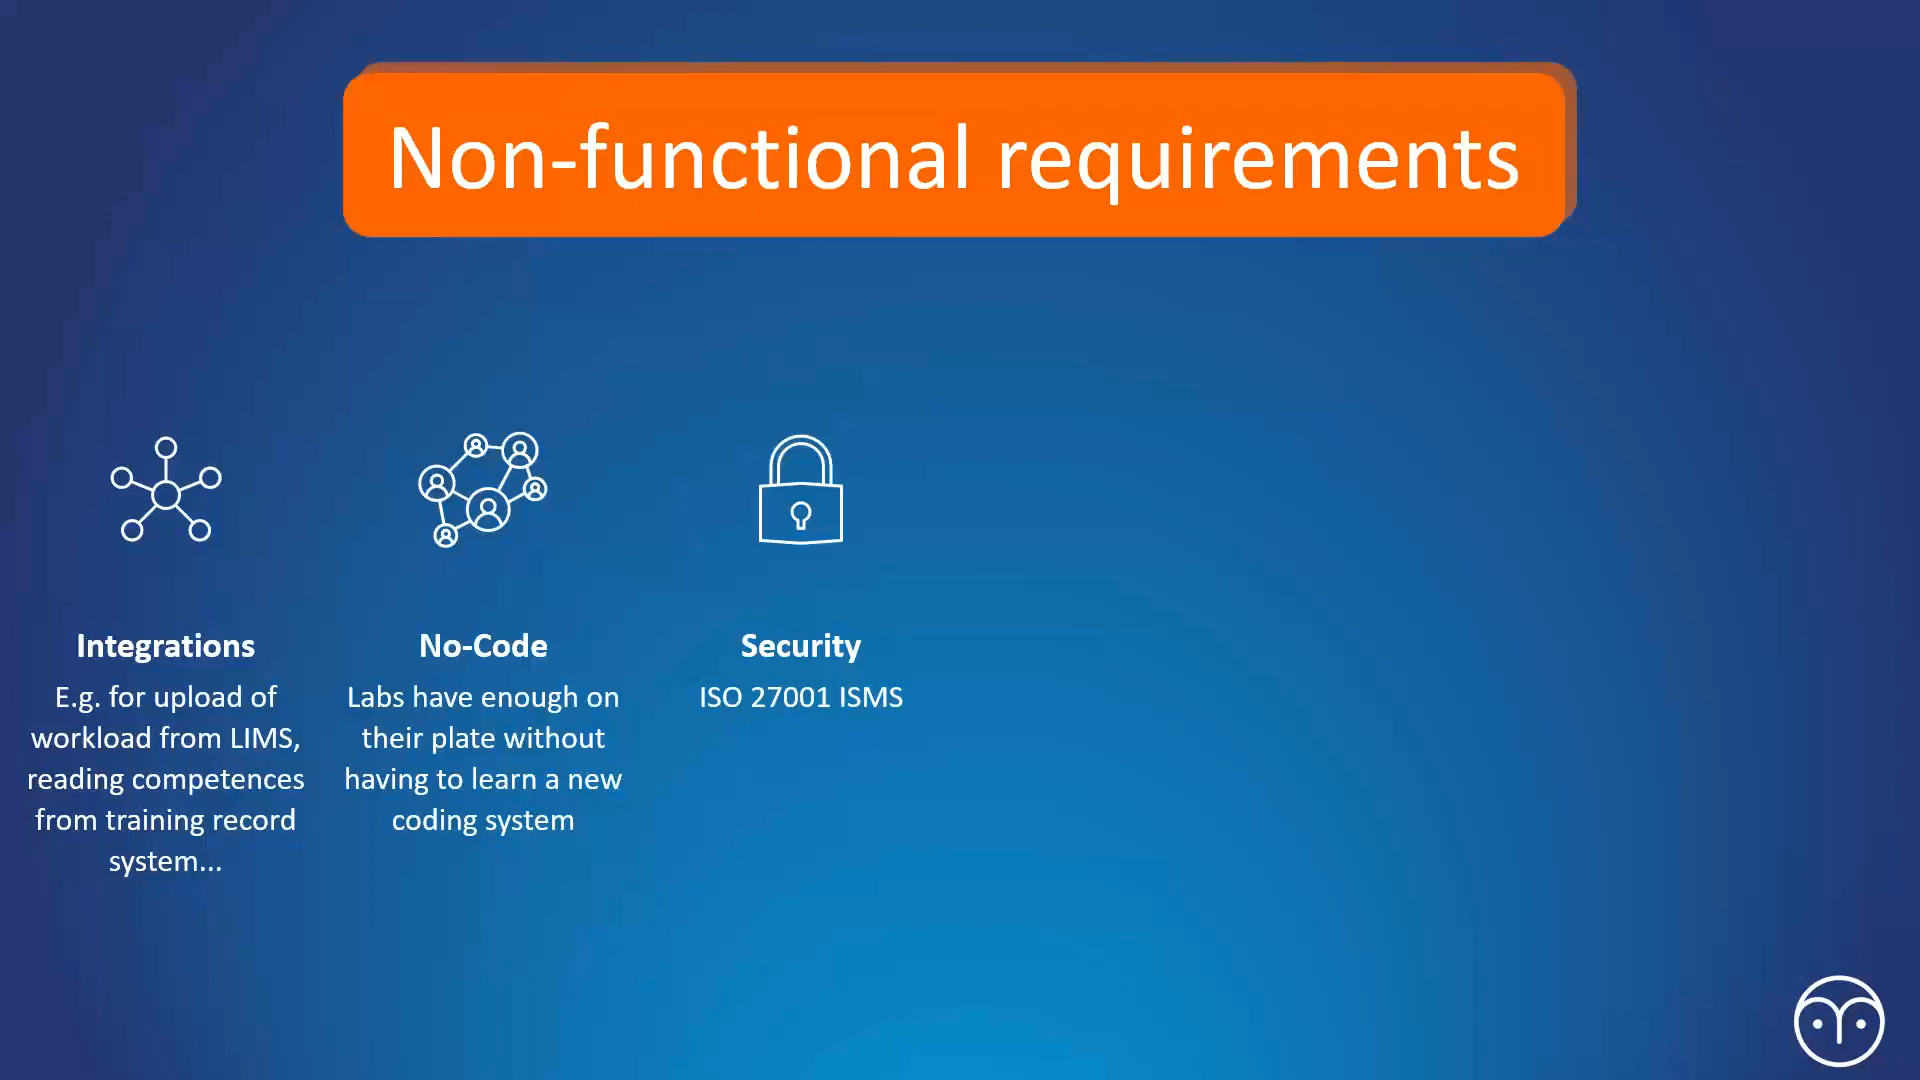 Non-functional requirements
Integrations
E.g. for upload of
workload from LIMS,
reading competences
from training record
system...
No-Code
Labs have enough on
their plate without
having to learn a new
coding system
Security
ISO 27001 ISMS